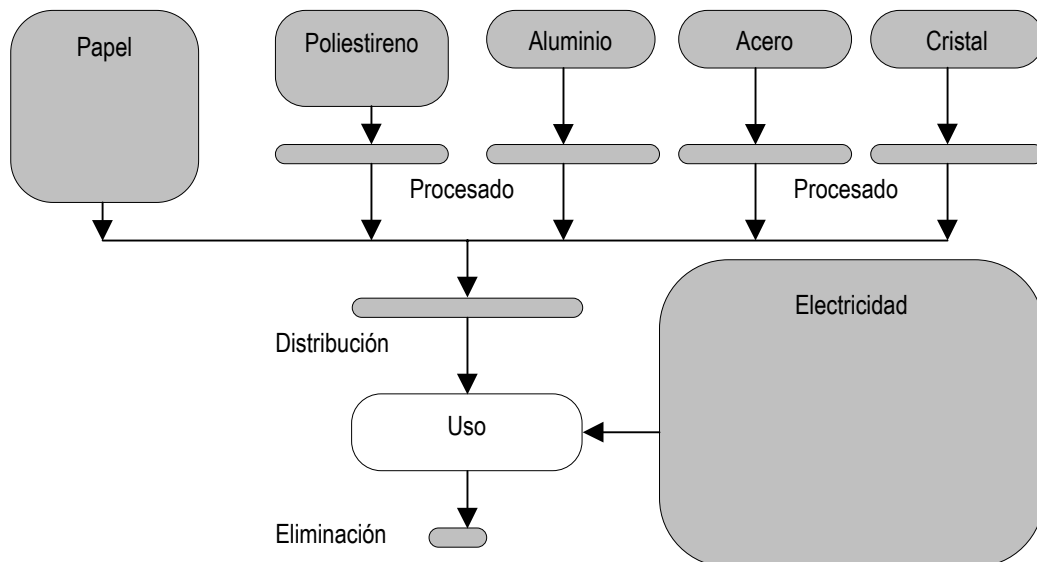 Papel
Poliestireno
Aluminio
Acero
Cristal
Procesado
Procesado
Electricidad
Distribución
Uso
Eliminación